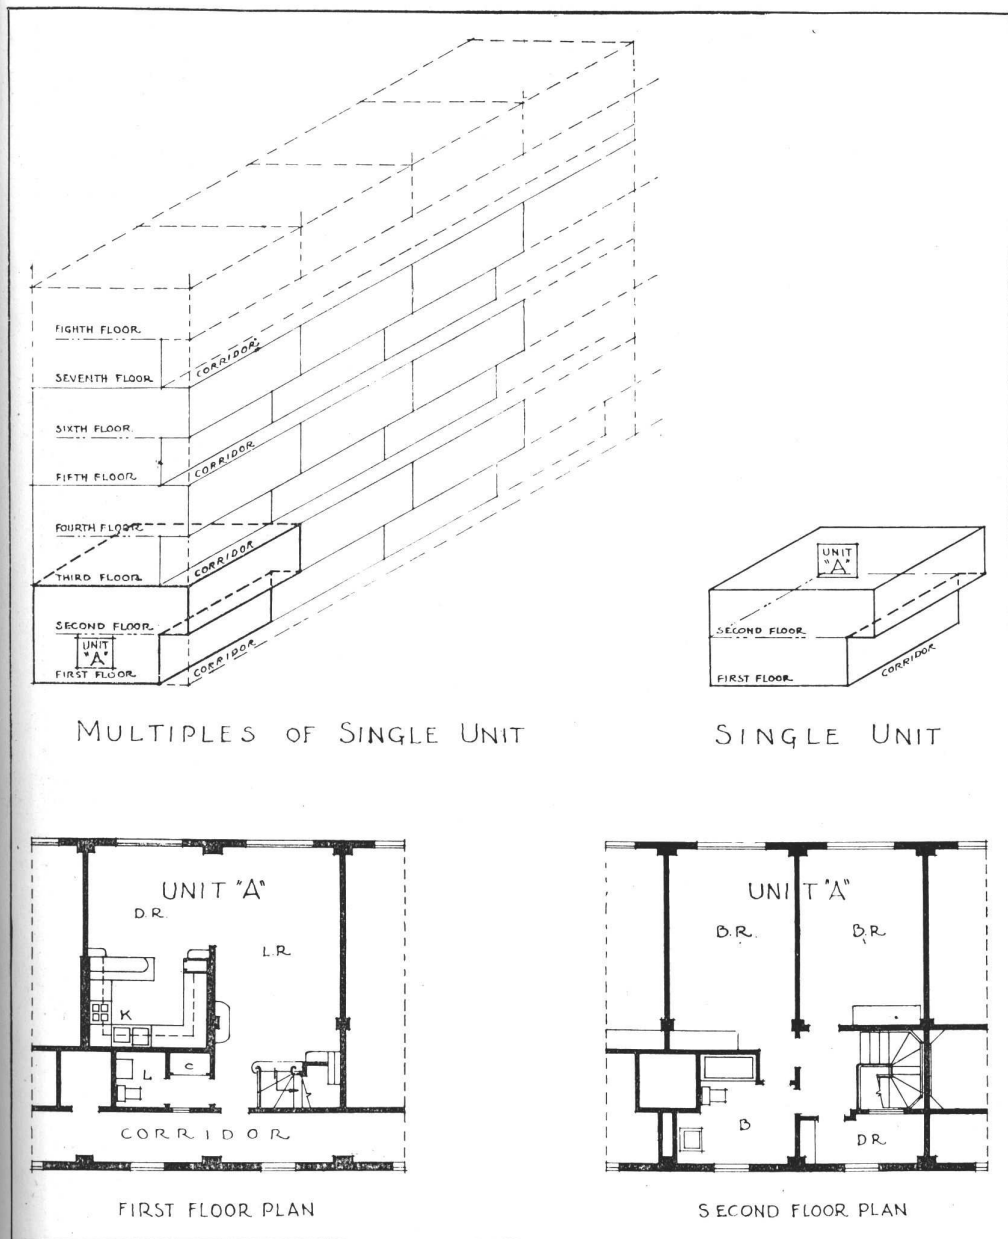 EIGHTH FLOOR
CORRIDOR
SEVENTH FLOOR
SIXTH FLOOR.
CORRIDOR
FIFTH FLOOR
FOURTH FLOOR
CORRIDOR
THIRD FLOOR
SECOND FLOOR
UNIT
"A"
CORRIDOR
FIRST FLOOR
UNIT
"A"
SECOND FLOOR
CORRIDOR
FIRST FLOOR
MULTIPLES OF SINGLE UNIT
SINGLE UNIT
UNIT "A"
D.R.
L.R
K
L
C
CORRIDOR
FIRST FLOOR PLAN
UNIT "A"
B.R.
B.R
B
DR
SECOND FLOOR PLAN